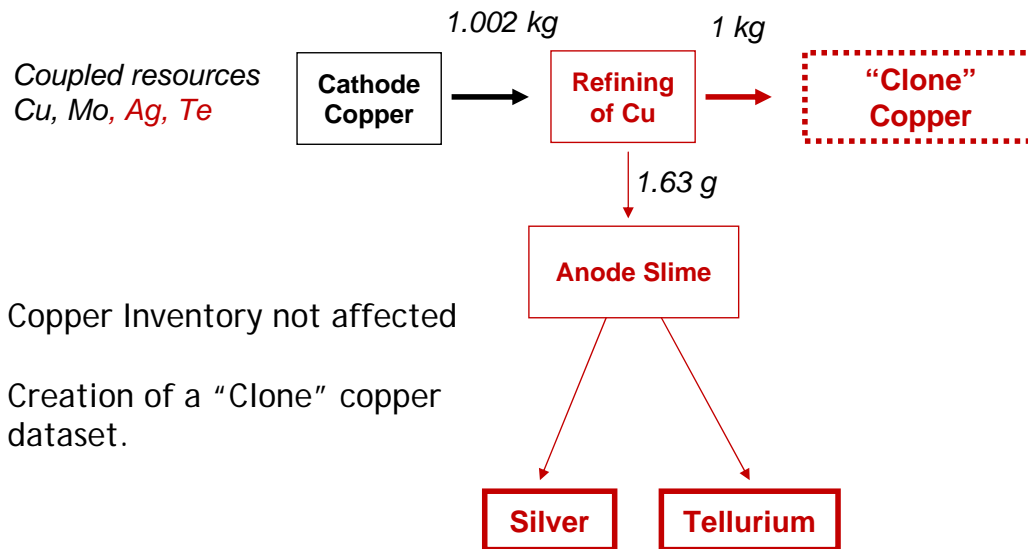 1.002 kg
1 kg
Coupled resources
Cu, Mo, Ag, Te
Cathode
Copper
Refining
of Cu
“Clone”
Copper
1.63 g
Anode Slime
Copper Inventory not affected
Creation of a “Clone” copper
dataset.
Silver
Tellurium